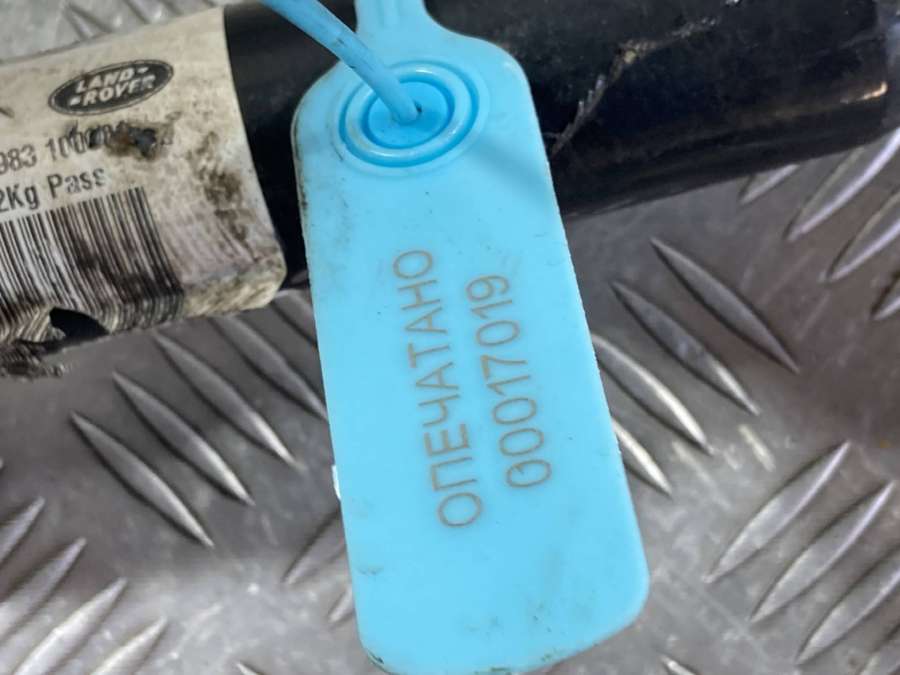 LAND-
ROVER
2Kg Pass
ОПЕЧАТАНО
00017019